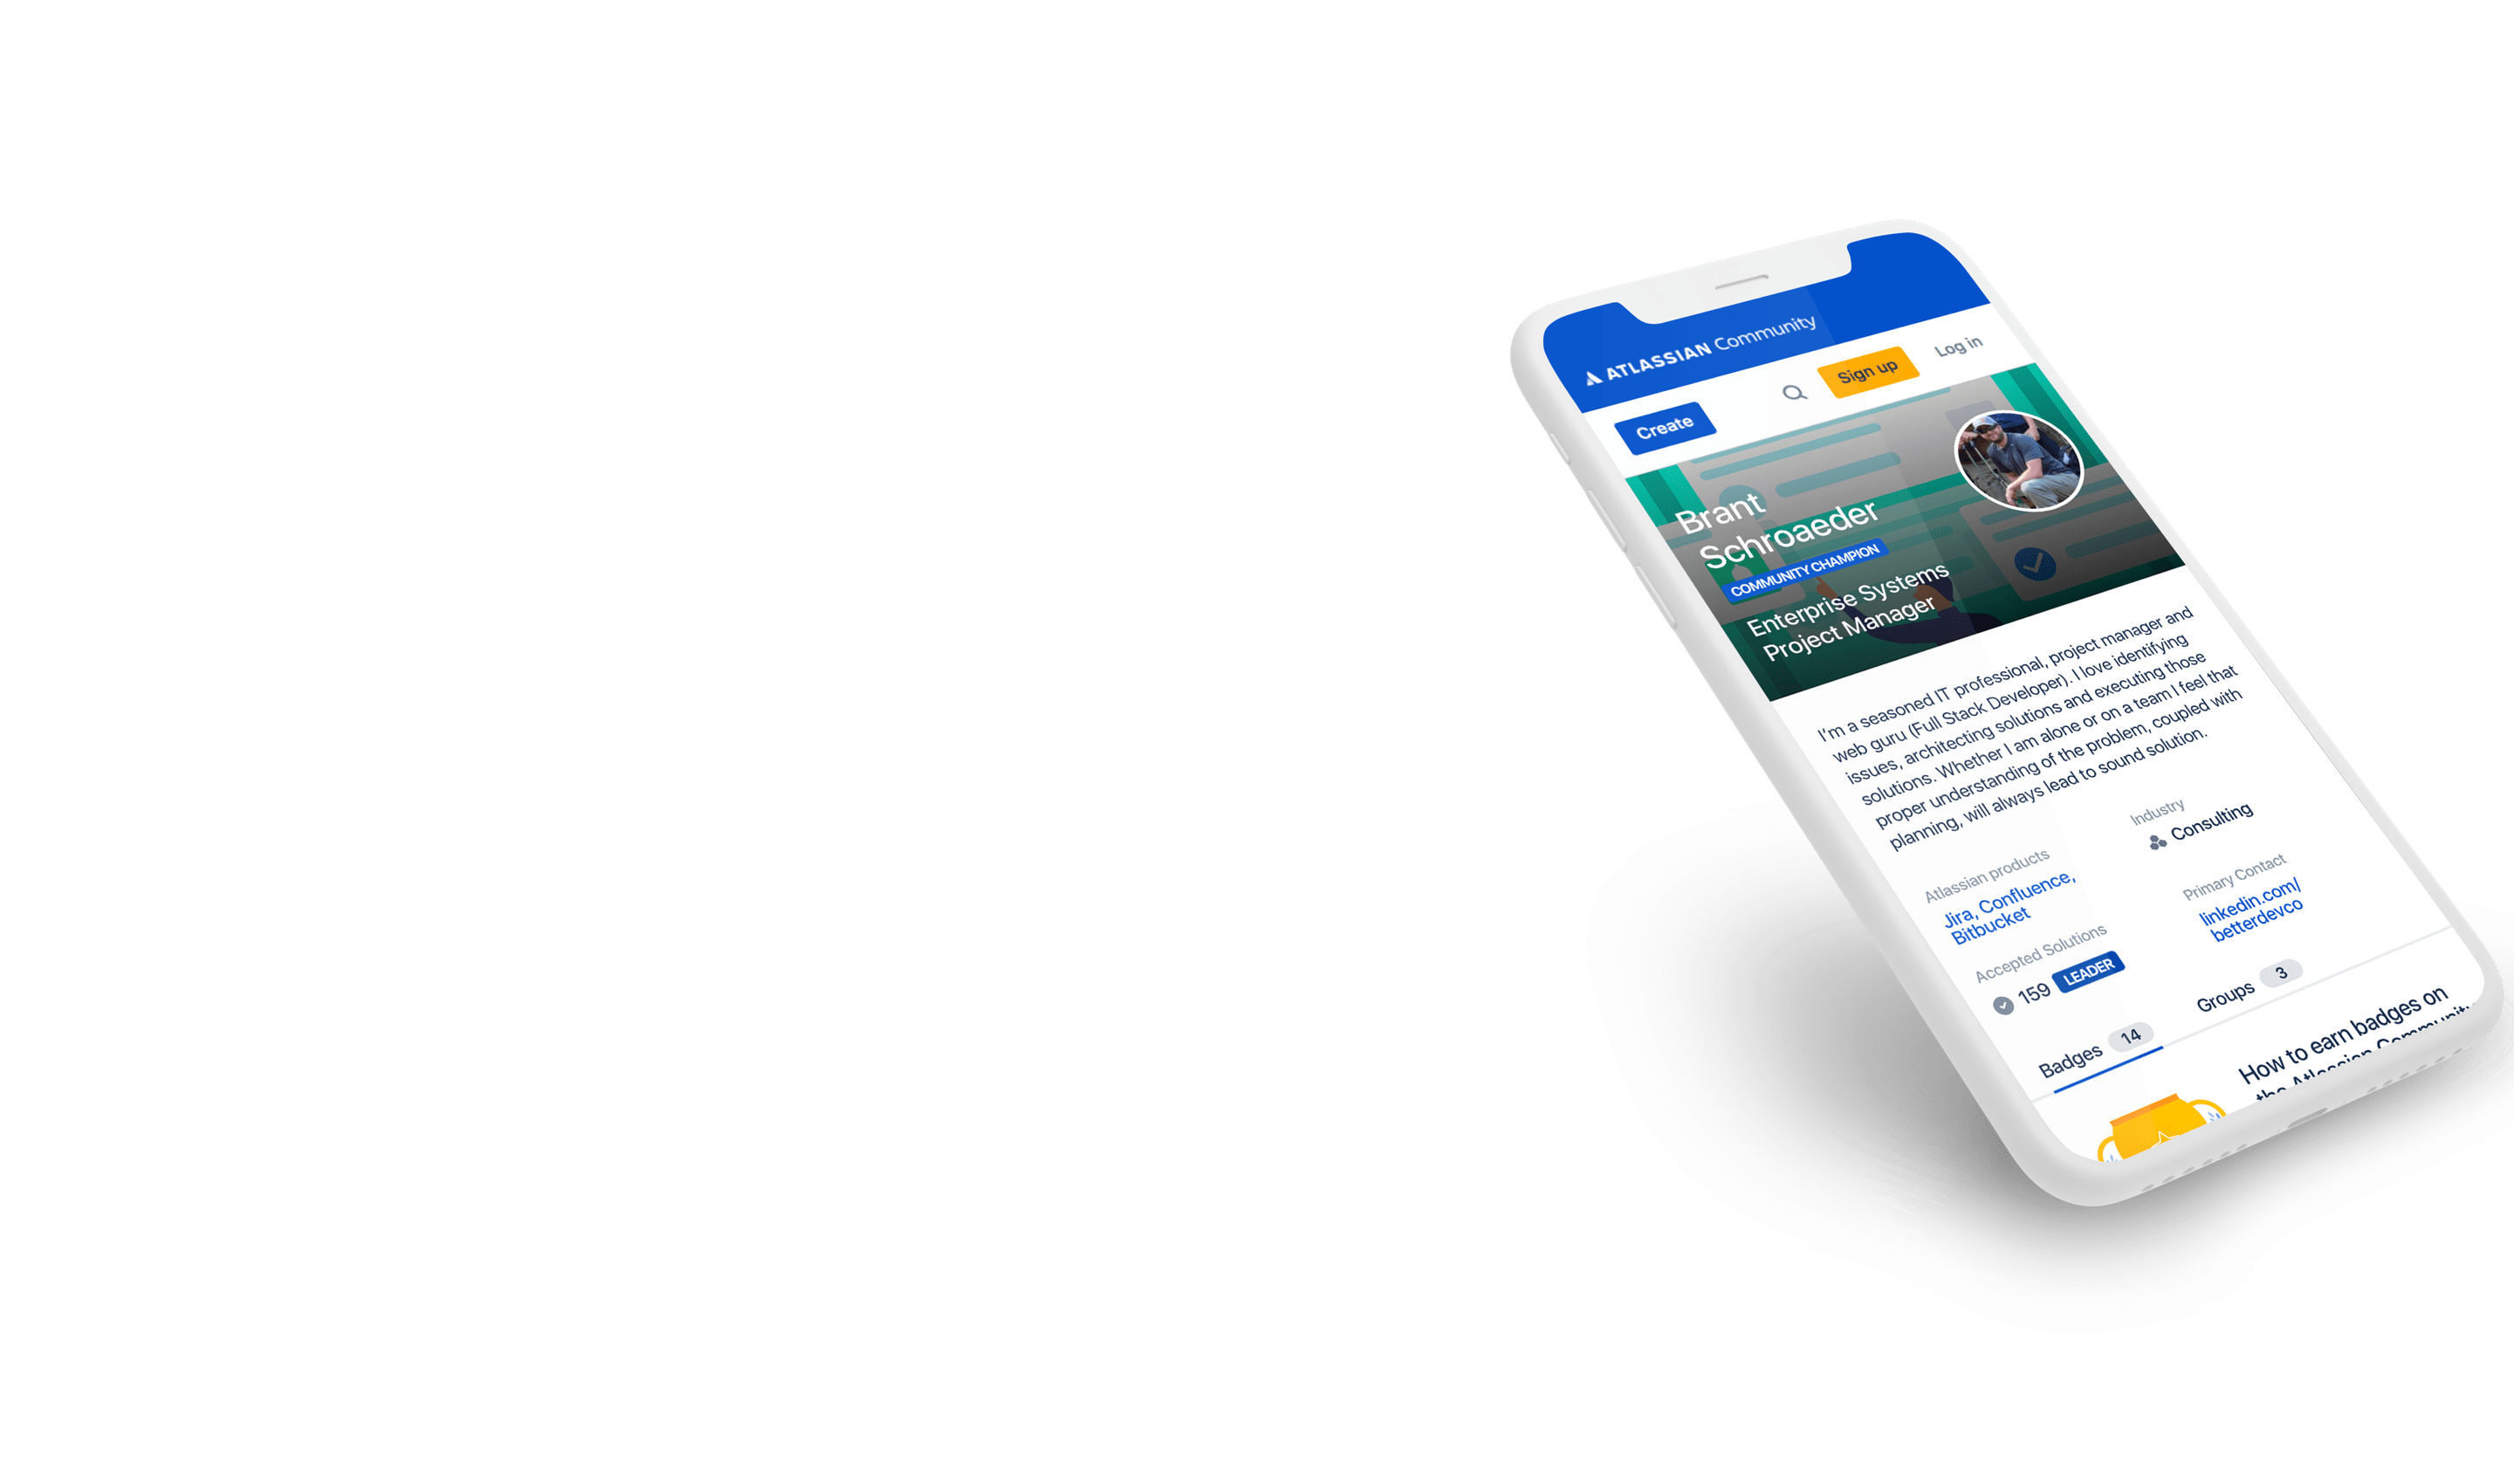 ATLASSIAN Community
Create
Sign up
Log in
Brant
Schroaeder
COMMUNITY CHAMPION
Enterprise Systems
Project Manager
I'm a seasoned IT professional, project manager and
web guru (Full Stack Developer). I love identifying
issues, architecting solutions and executing those
solutions. Whether I am alone or on a team I feel that
proper understanding of the problem, coupled with
planning, will always lead to sound solution.
Atlassian products
Jira, Confluence,
Bitbucket
Industry
Consulting
Accepted Solutions
159 LEADER
Primary Contact
linkedin.com/
betterdevco
Badges 14
Groups 3
How to earn badges on
the Atlassian Community